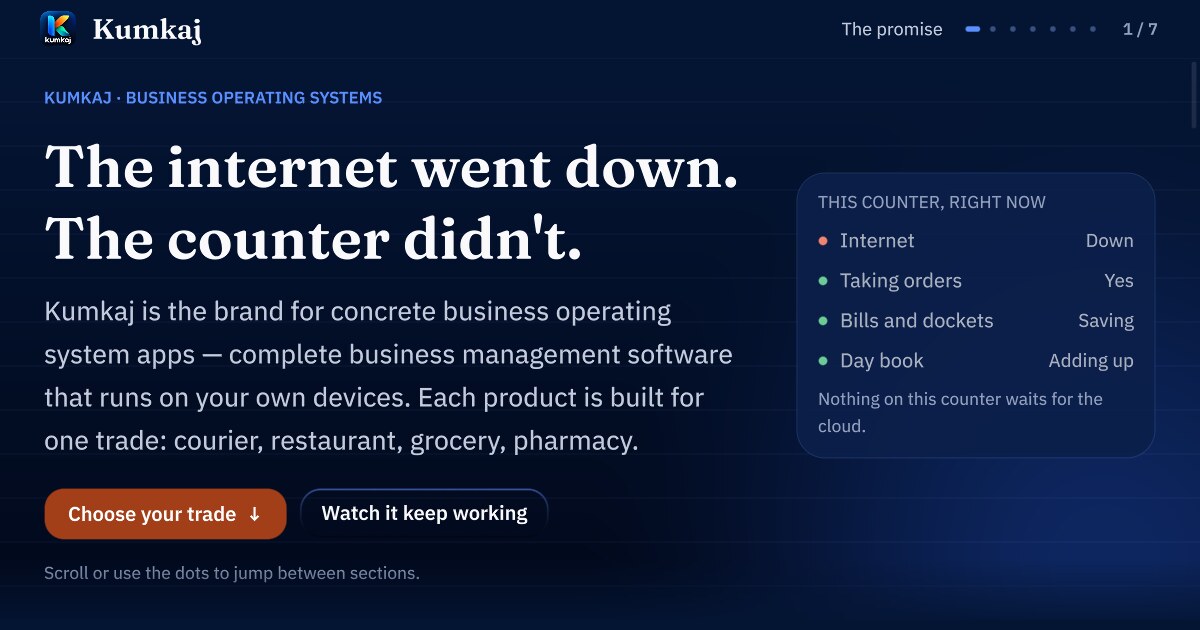 kumkaj
Kumkaj
The promise
1 / 7
KUMKAJ · BUSINESS OPERATING SYSTEMS
The internet went down.
The counter didn't.
Kumkaj is the brand for concrete business operating
system apps — complete business management software
that runs on your own devices. Each product is built for
one trade: courier, restaurant, grocery, pharmacy.
Choose your trade ↓
Watch it keep working
Scroll or use the dots to jump between sections.
THIS COUNTER, RIGHT NOW
Internet Down
Taking orders Yes
Bills and dockets Saving
Day book Adding up
Nothing on this counter waits for the
cloud.